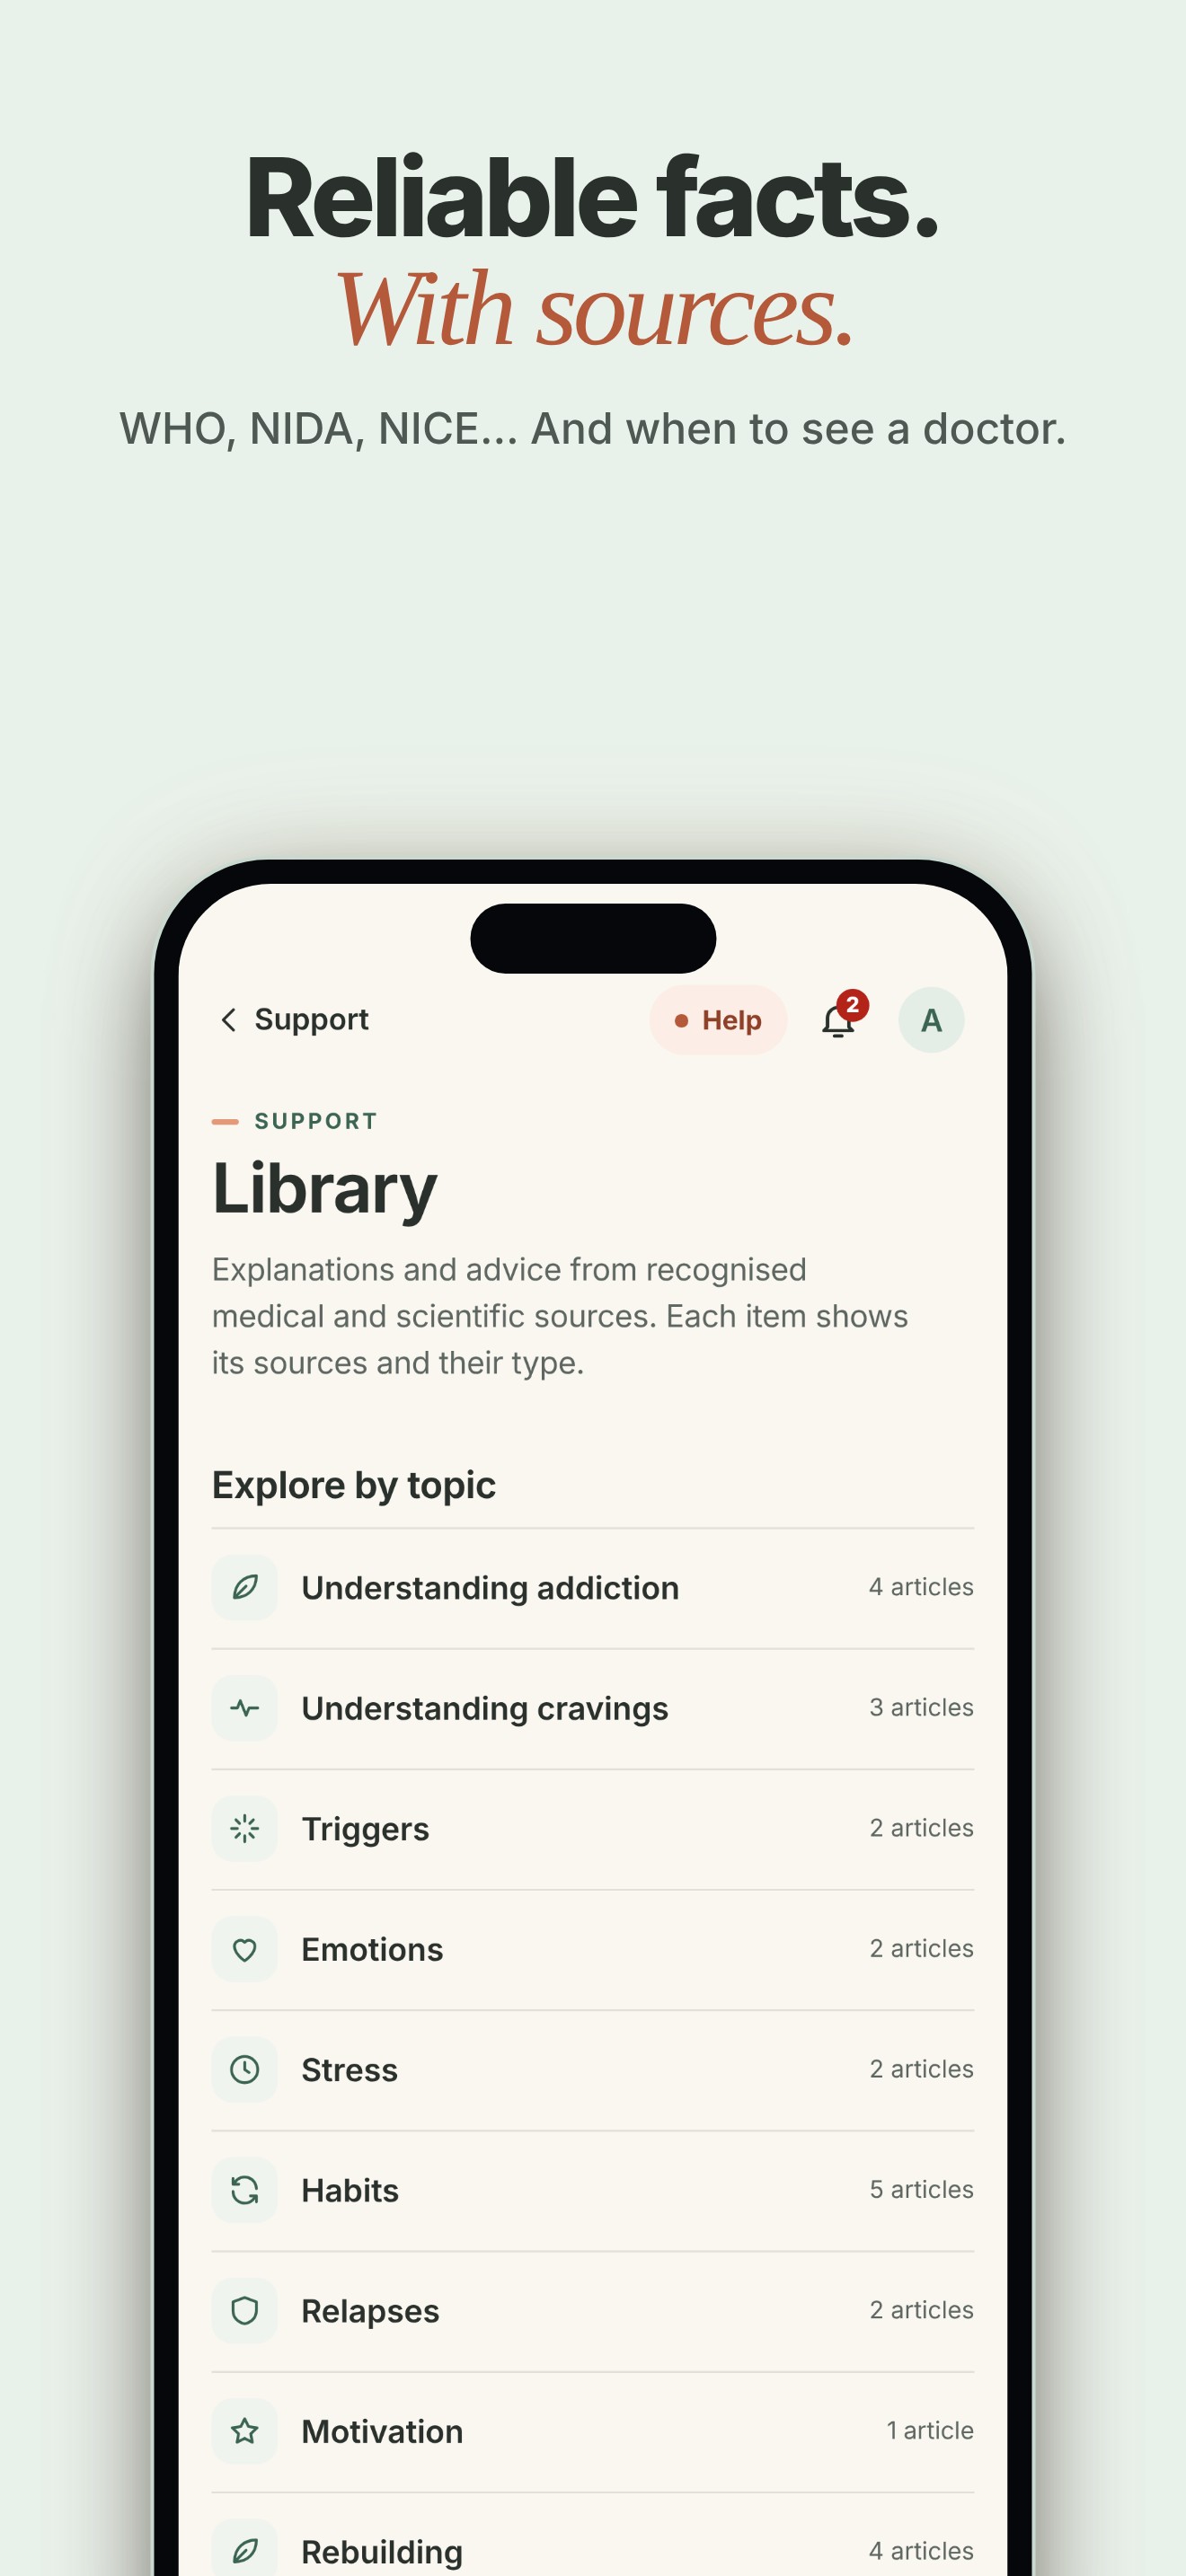 Reliable facts.
With sources.
WHO, NIDA, NICE... And when to see a doctor.
Support
Help
2
A
SUPPORT
Library
Explanations and advice from recognised
medical and scientific sources. Each item shows
its sources and their type.
Explore by topic
Understanding addiction 4 articles
Understanding cravings 3 articles
Triggers 2 articles
Emotions 2 articles
Stress 2 articles
Habits 5 articles
Relapses 2 articles
Motivation 1 article
Rebuilding 4 articles